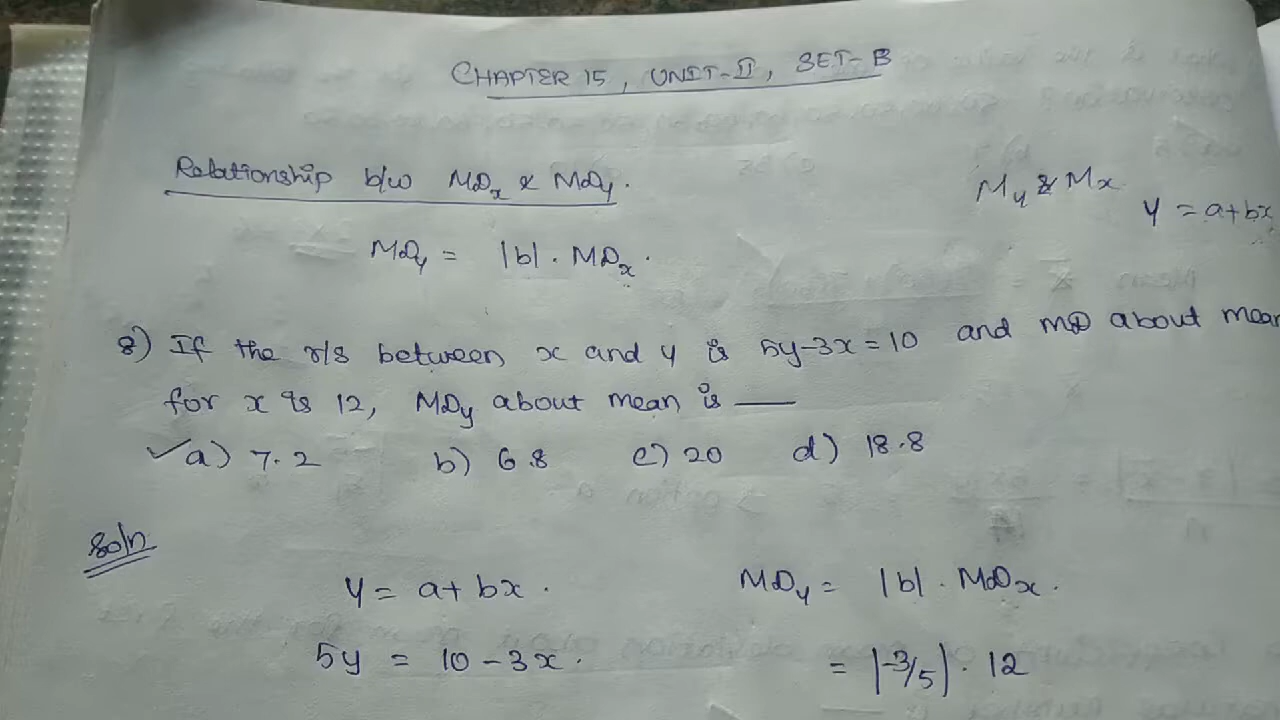 CHAPTER 15, UNIT-II, SET-B
Relationship b/w MDx & MDy.
My & Mx
y = a+bx
MDy = |b|. MDx.
8) If the r/s between x and y is 5y-3x=10 and MD about mean
for x is 12, MDy about mean is —
✓a) 7.2 b) 6.8 c) 20 d) 18.8
Soln
y = a+bx. MDy = |b|. MDx.
5y = 10-3x. = |-3/5|. 12